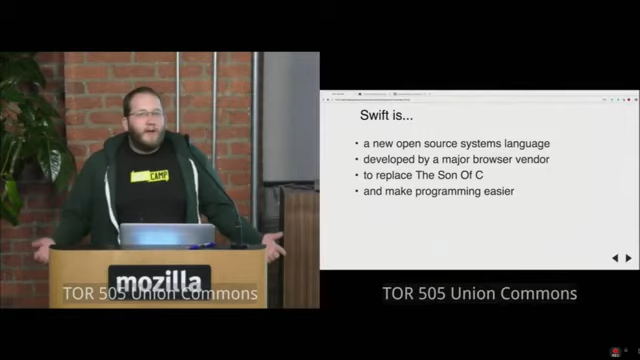 CAMP
mozilla
TOR 505 Union Commons
Swift is...
• a new open source systems language
• developed by a major browser vendor
• to replace The Son Of C
• and make programming easier
TOR 505 Union Commons